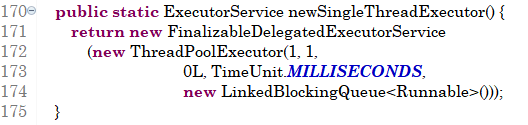 170 public static ExecutorService newSingleThreadExecutor() {
171 return new FinalizableDelegatedExecutorService
172 (new ThreadPoolExecutor(1, 1,
173 0L, TimeUnit.MILLISECONDS,
174 new LinkedBlockingQueue<Runnable>()));
175 }